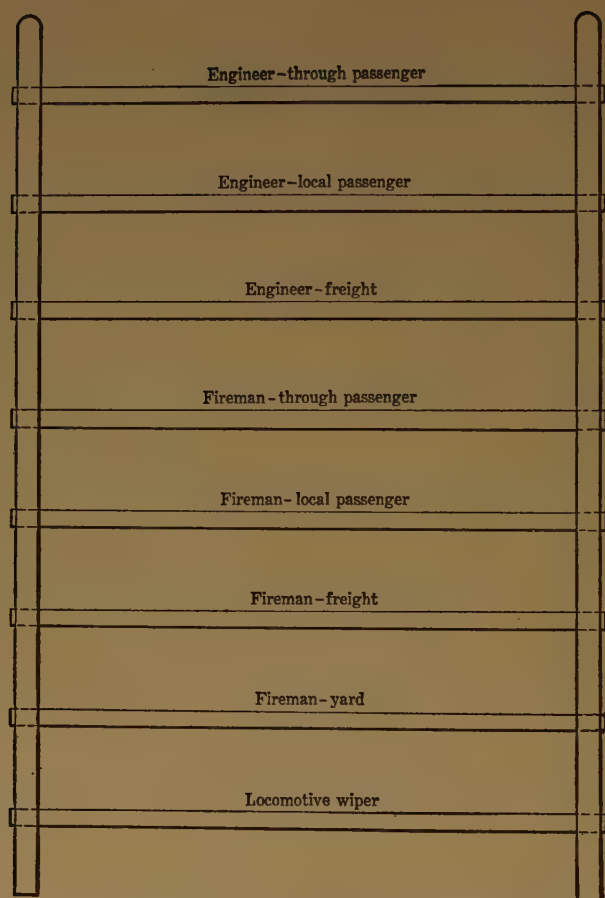 Engineer-through passenger
Engineer-local passenger
Engineer-freight
Fireman-through passenger
Fireman-local passenger
Fireman-freight
Fireman-yard
Locomotive wiper